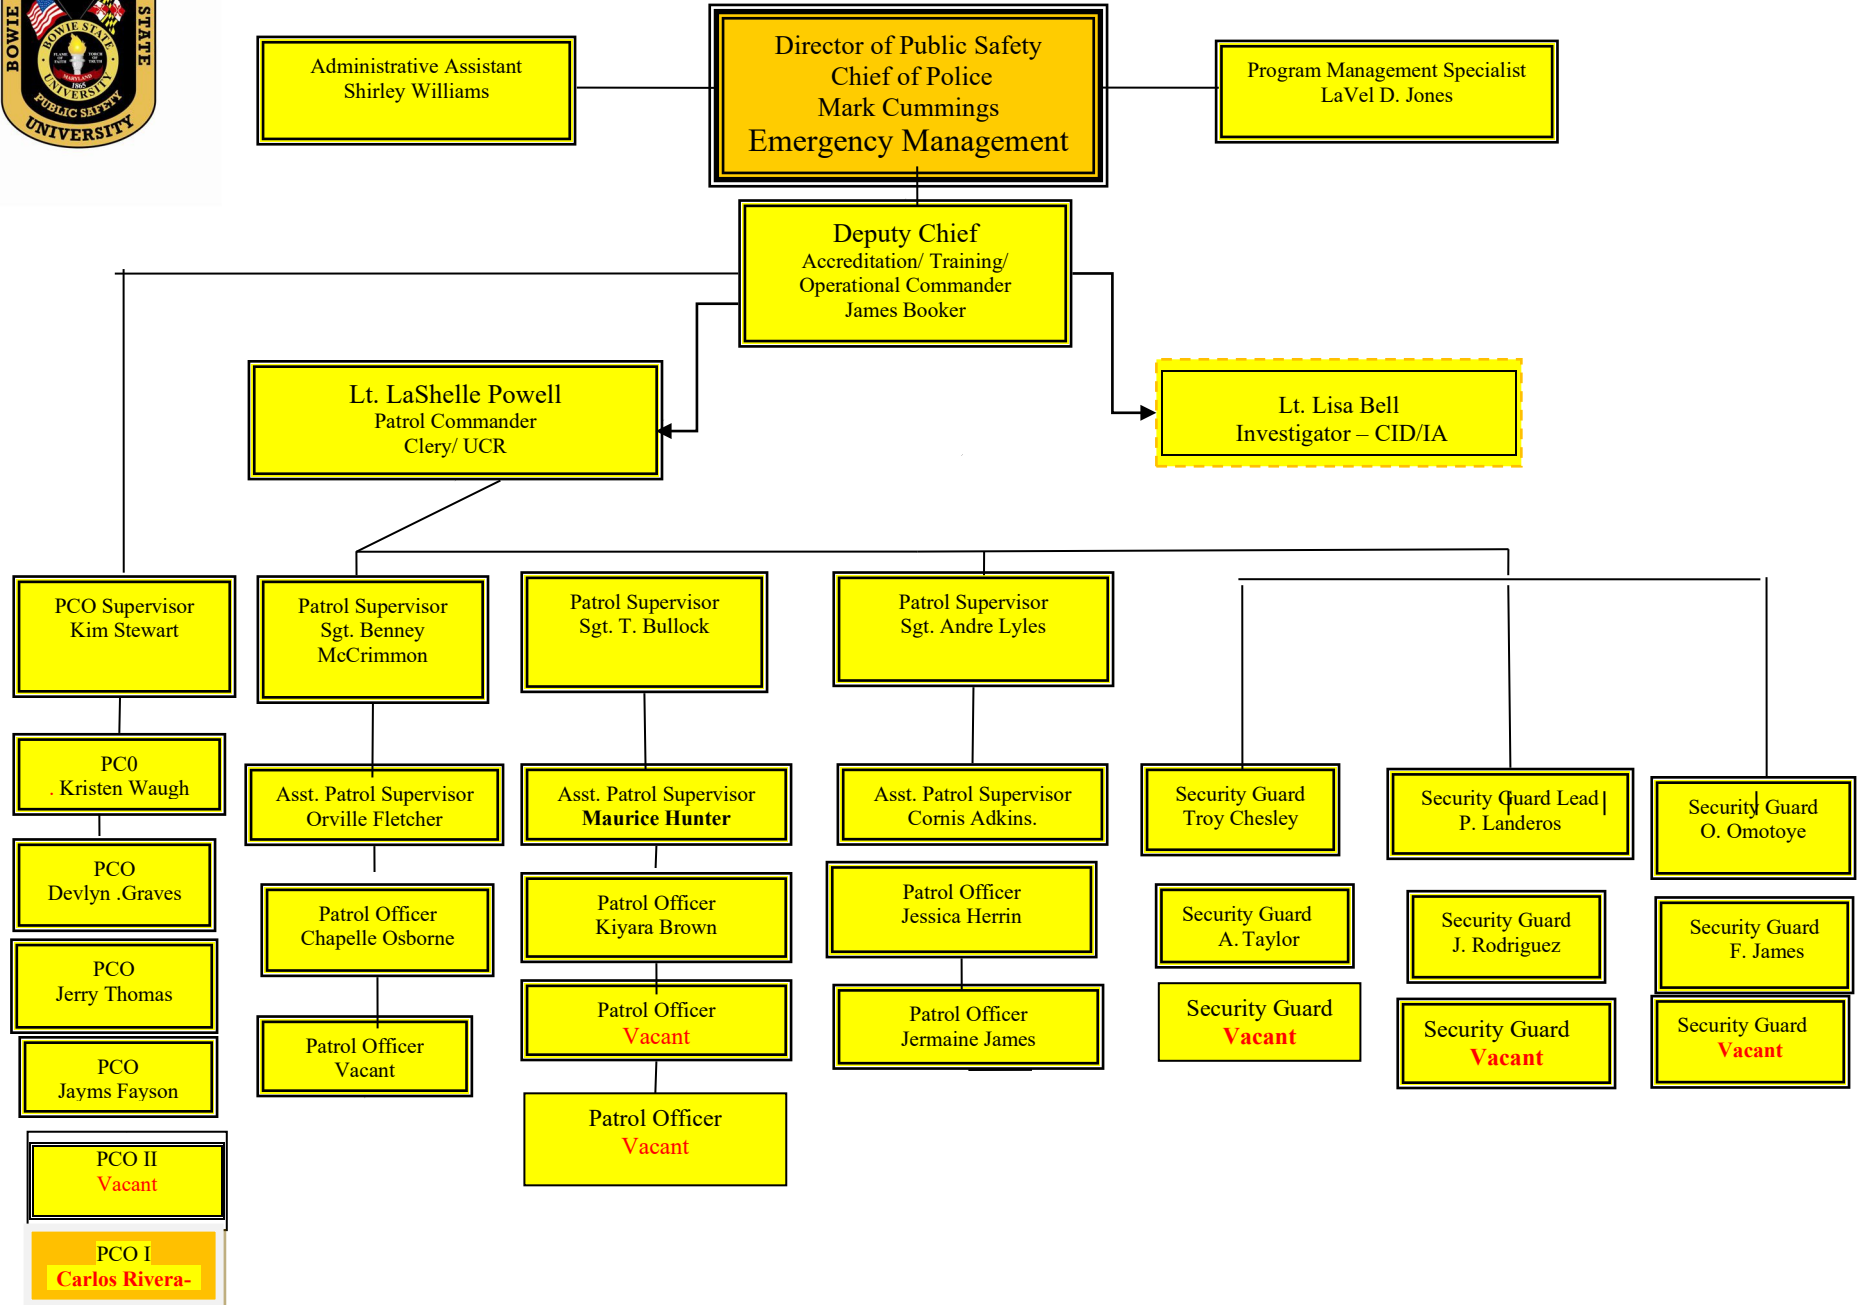 BOWIE
STATE
BOWIE STATE
UNIVERSITY
MARYLAND
1865
PUBLIC SAFETY
UNIVERSITY
Administrative Assistant
Shirley Williams
Director of Public Safety
Chief of Police
Mark Cummings
Emergency Management
Program Management Specialist
LaVel D. Jones
Deputy Chief
Accreditation/ Training/
Operational Commander
James Booker
Lt. LaShelle Powell
Patrol Commander
Clery/ UCR
Lt. Lisa Bell
Investigator – CID/IA
PCO Supervisor
Kim Stewart
Patrol Supervisor
Sgt. Benney
McCrimmon
Patrol Supervisor
Sgt. T. Bullock
Patrol Supervisor
Sgt. Andre Lyles
PC0
. Kristen Waugh
Asst. Patrol Supervisor
Orville Fletcher
Asst. Patrol Supervisor
Maurice Hunter
Asst. Patrol Supervisor
Cornis Adkins.
Security Guard
Troy Chesley
Security Guard Lead
P. Landeros
Security Guard
O. Omotoye
PCO
Devlyn .Graves
Patrol Officer
Chapelle Osborne
Patrol Officer
Kiyara Brown
Patrol Officer
Jessica Herrin
Security Guard
A. Taylor
Security Guard
J. Rodriguez
Security Guard
F. James
PCO
Jerry Thomas
Patrol Officer
Vacant
Patrol Officer
Vacant
Patrol Officer
Jermaine James
Security Guard
Vacant
Security Guard
Vacant
Security Guard
Vacant
PCO
Jayms Fayson
Patrol Officer
Vacant
PCO II
Vacant
PCO I
Carlos Rivera-